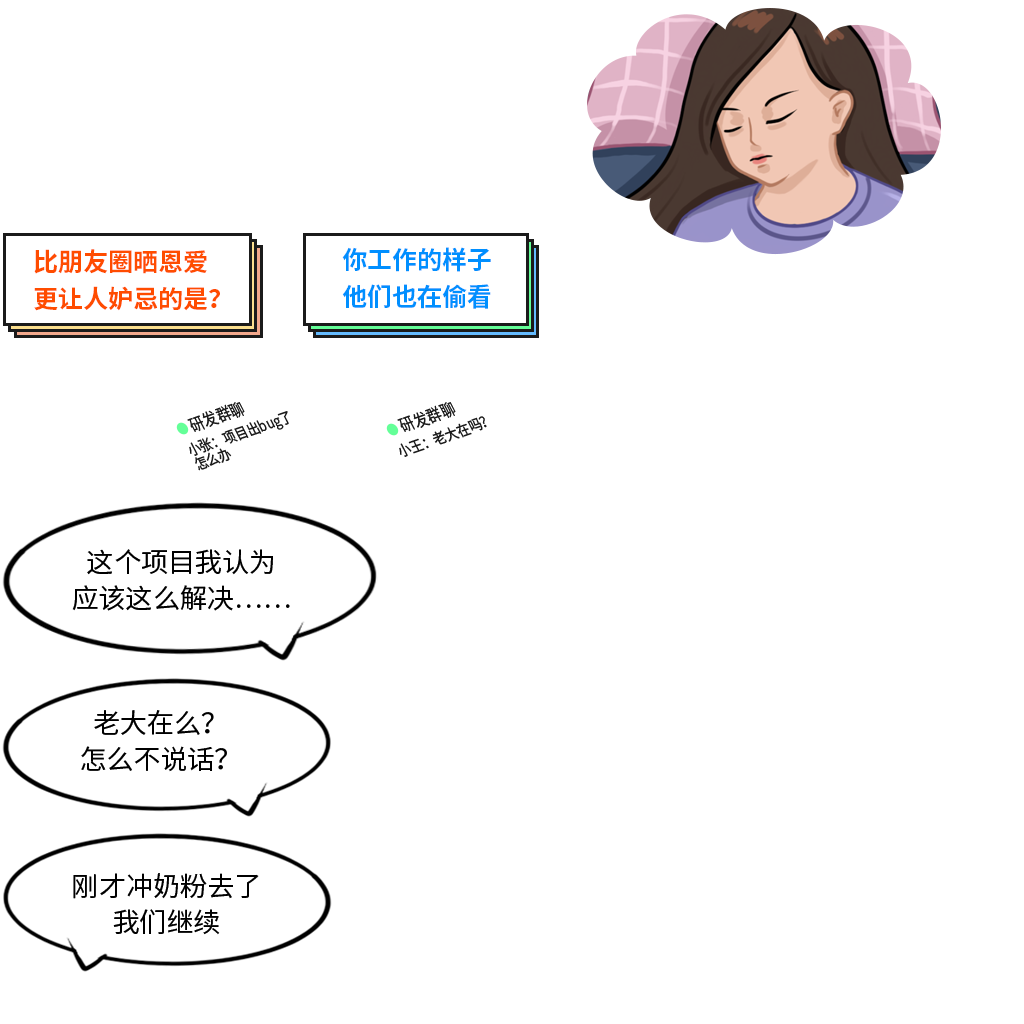 比朋友圈晒恩爱
更让人妒忌的是？
你工作的样子
他们也在偷看
研发群聊
小张：项目出bug了
怎么办
研发群聊
小王：老大在吗？
这个项目我认为
应该这么解决……
老大在么？
怎么不说话？
刚才冲奶粉去了
我们继续